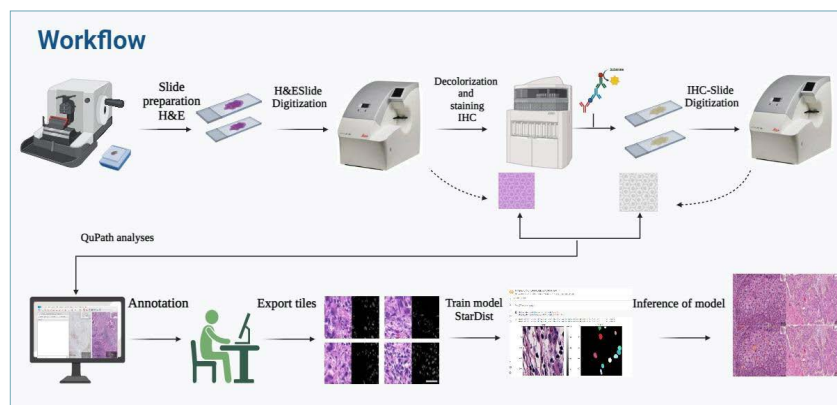 Workflow
Slide
preparation
H&E
H&ESlide
Digitization
Decolorization
and
staining
IHC
IHC-Slide
Digitization
QuPath analyses
Annotation
Export tiles
Train model
StarDist
Inference of model